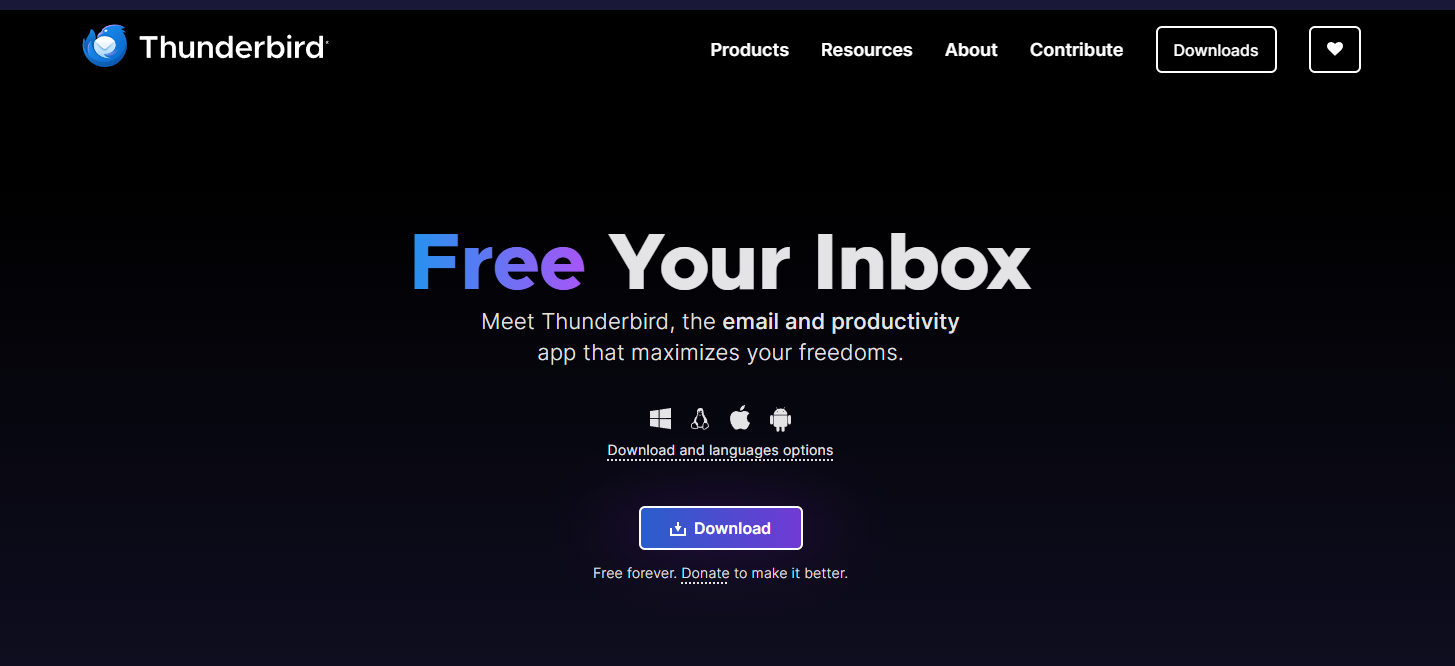 Thunderbird
Products
Resources
About
Contribute
Downloads
Free Your Inbox
Meet Thunderbird, the email and productivity
app that maximizes your freedoms.
Download and languages options
Download
Free forever. Donate to make it better.